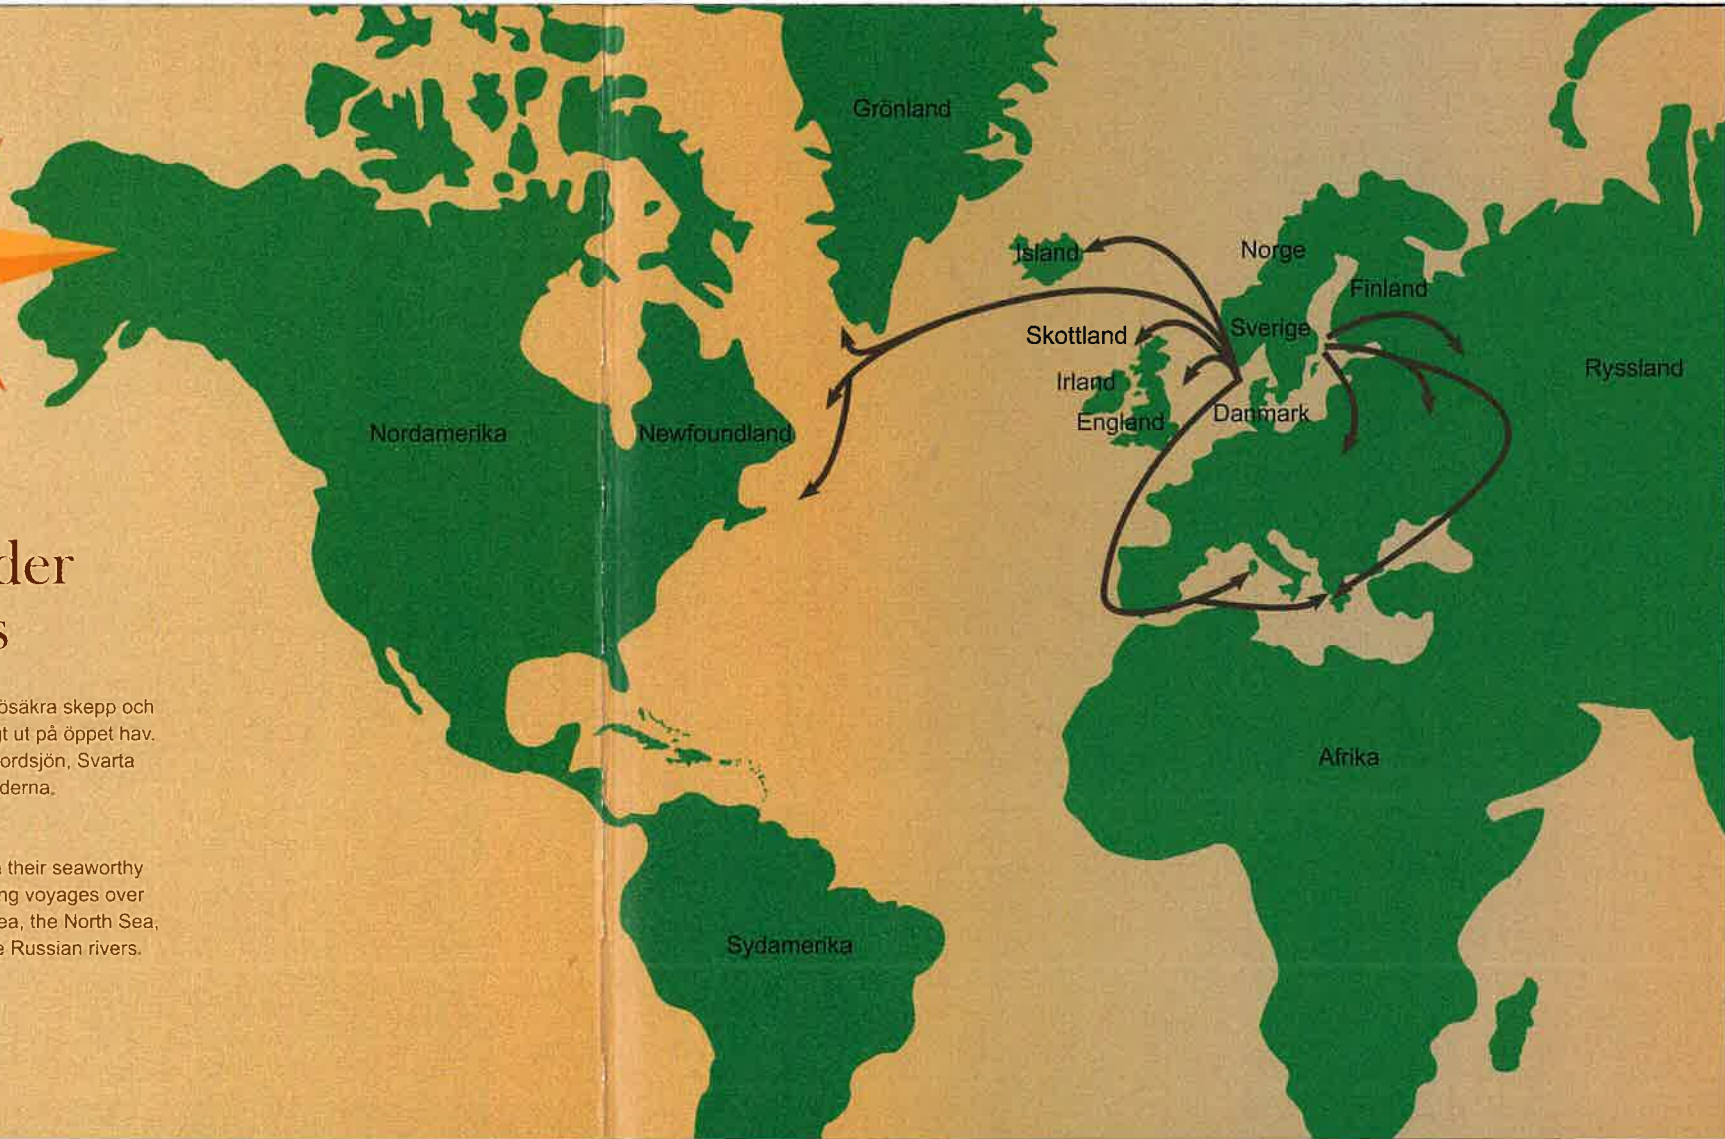 Grönland
Island
Norge
Finland
Skottland
Sverige
Ryssland
Irland
Danmark
England
Nordamerika
Newfoundland
der
s
ösäkra skepp och
gt ut på öppet hav.
ordsjön, Svarta
derna.
their seaworthy
ng voyages over
ea, the North Sea,
e Russian rivers.
Afrika
Sydamerika